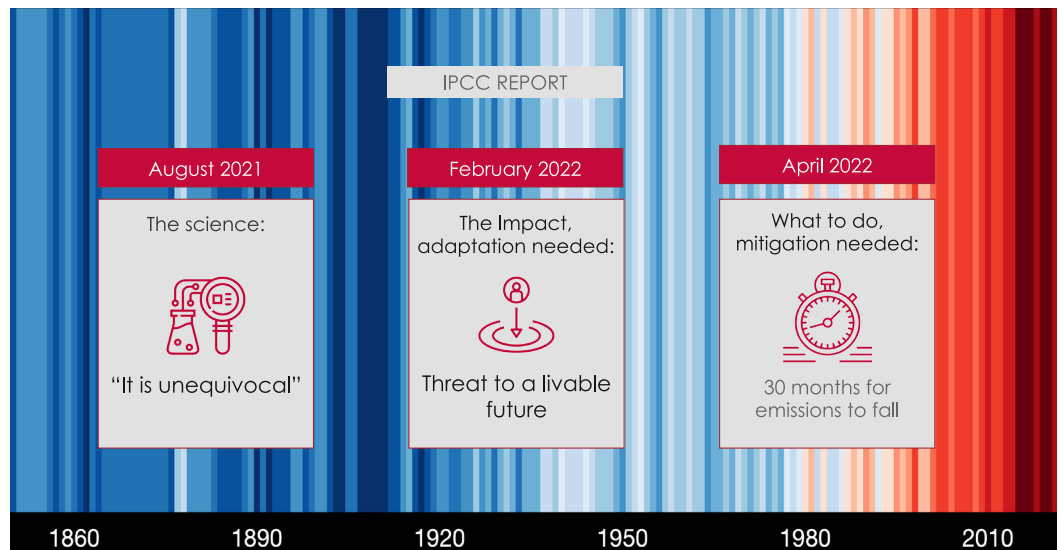 IPCC REPORT
August 2021
The science:
“It is unequivocal”
February 2022
The Impact,
adaptation needed:
Threat to a livable
future
April 2022
What to do,
mitigation needed:
30 months for
emissions to fall
1860 1890 1920 1950 1980 2010